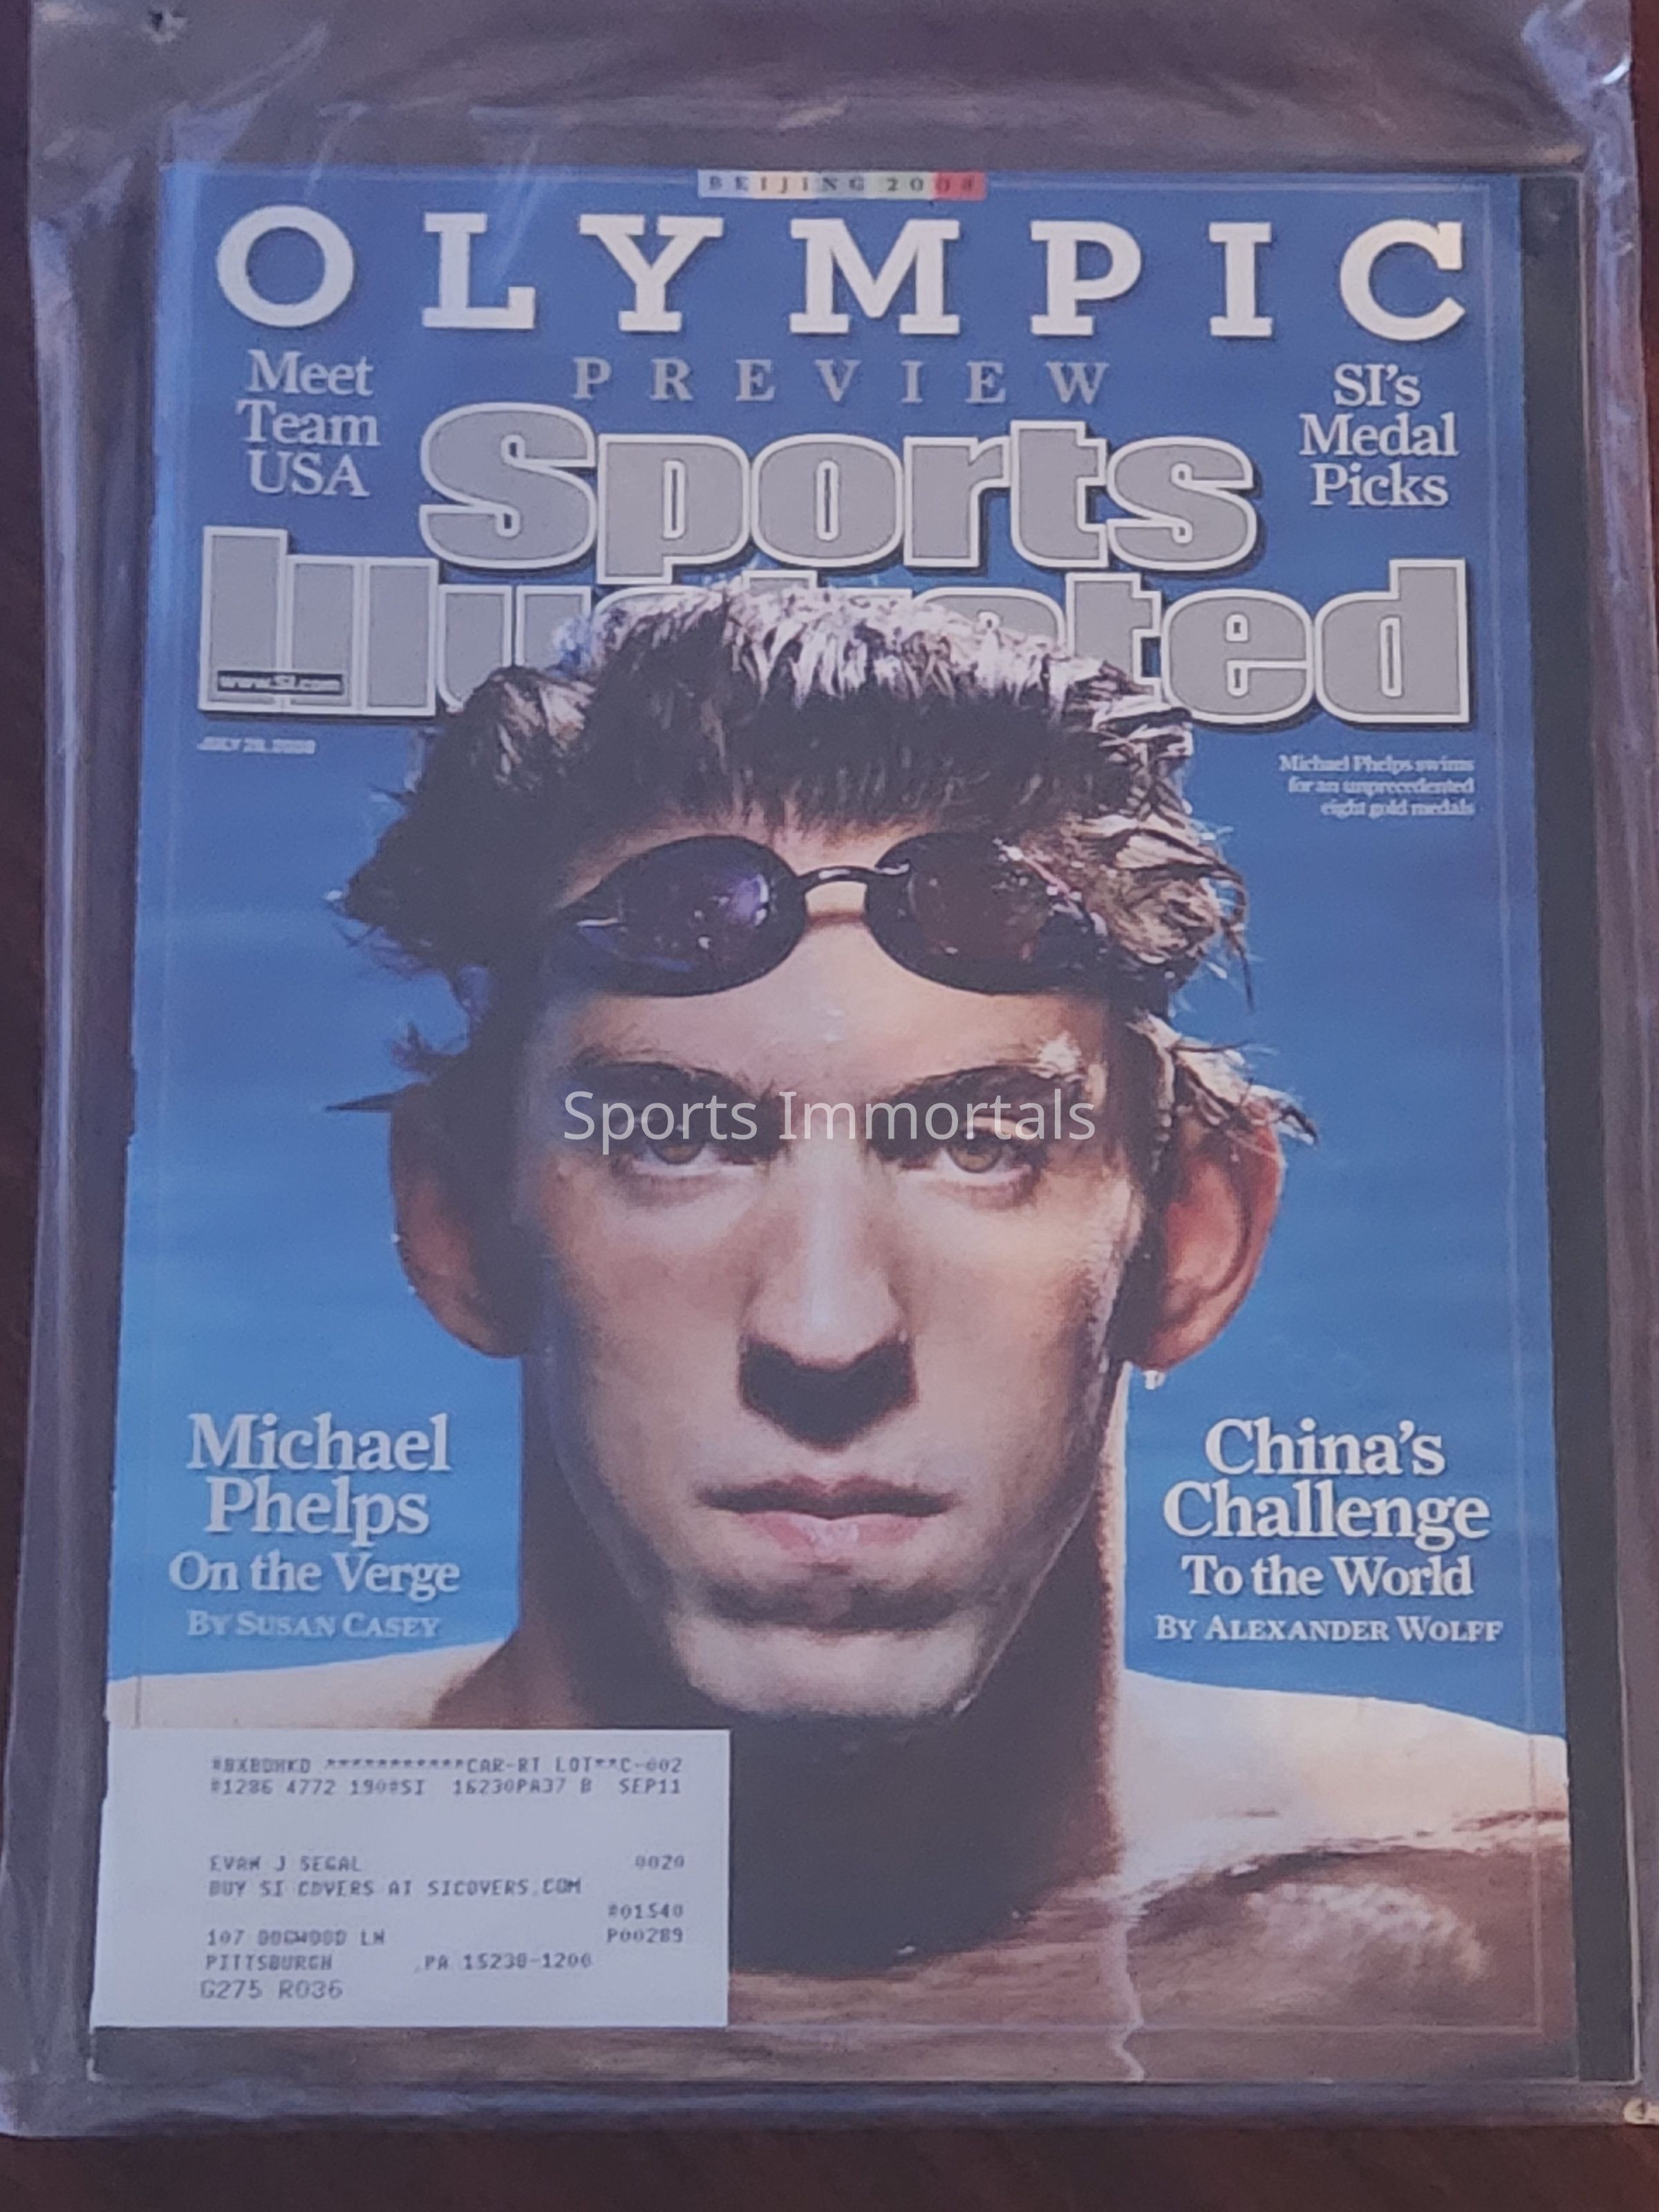 BEIJING 2008
OLYMPIC
PREVIEW
Meet
Team
USA
SI's
Medal
Picks
Sports
Illustrated
www.SI.com
JULY 28, 2008
Michael Phelps swims
for an unprecedented
eight gold medals
Sports Immortals
Michael
Phelps
On the Verge
BY SUSAN CASEY
China's
Challenge
To the World
BY ALEXANDER WOLFF
#BXBDHKD ***********CAR-RT LOT**C-002
#1286 4772 190#SI 16230PA37 B SEP11
EVAN J SEGAL 0020
BUY SI COVERS AT SICOVERS.COM
#01540
107 DOGWOOD LN P00289
PITTSBURGH PA 15238-1200
G275 R036